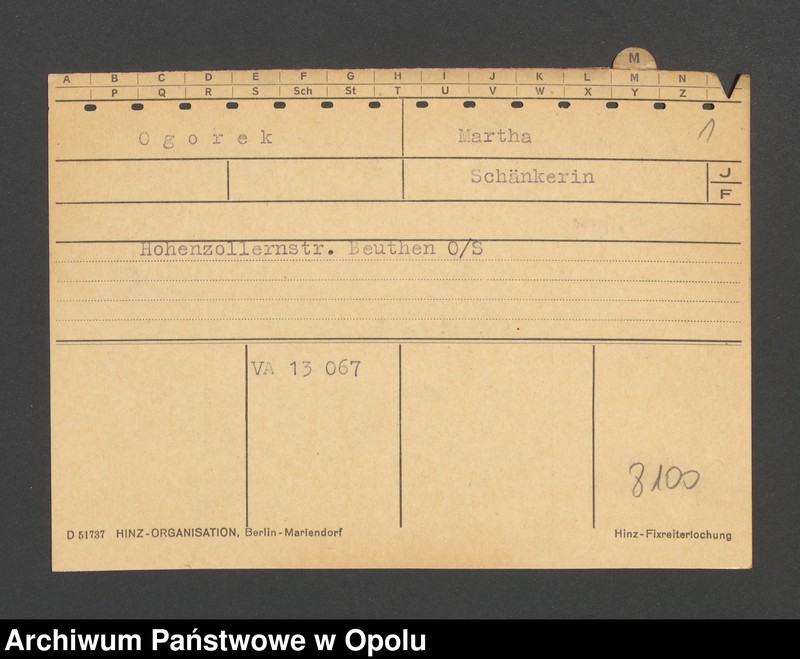 M
A B C D E F G H I J K L M N
P Q R S Sch St T U V W X Y Z
Ogorek Martha 1
Schänkerin J
F
Hohenzollernstr. Beuthen O/S
VA 13 067
8100
D 51737 HINZ-ORGANISATION, Berlin-Mariendorf Hinz-Fixreiterlochung
Archiwum Państwowe w Opolu